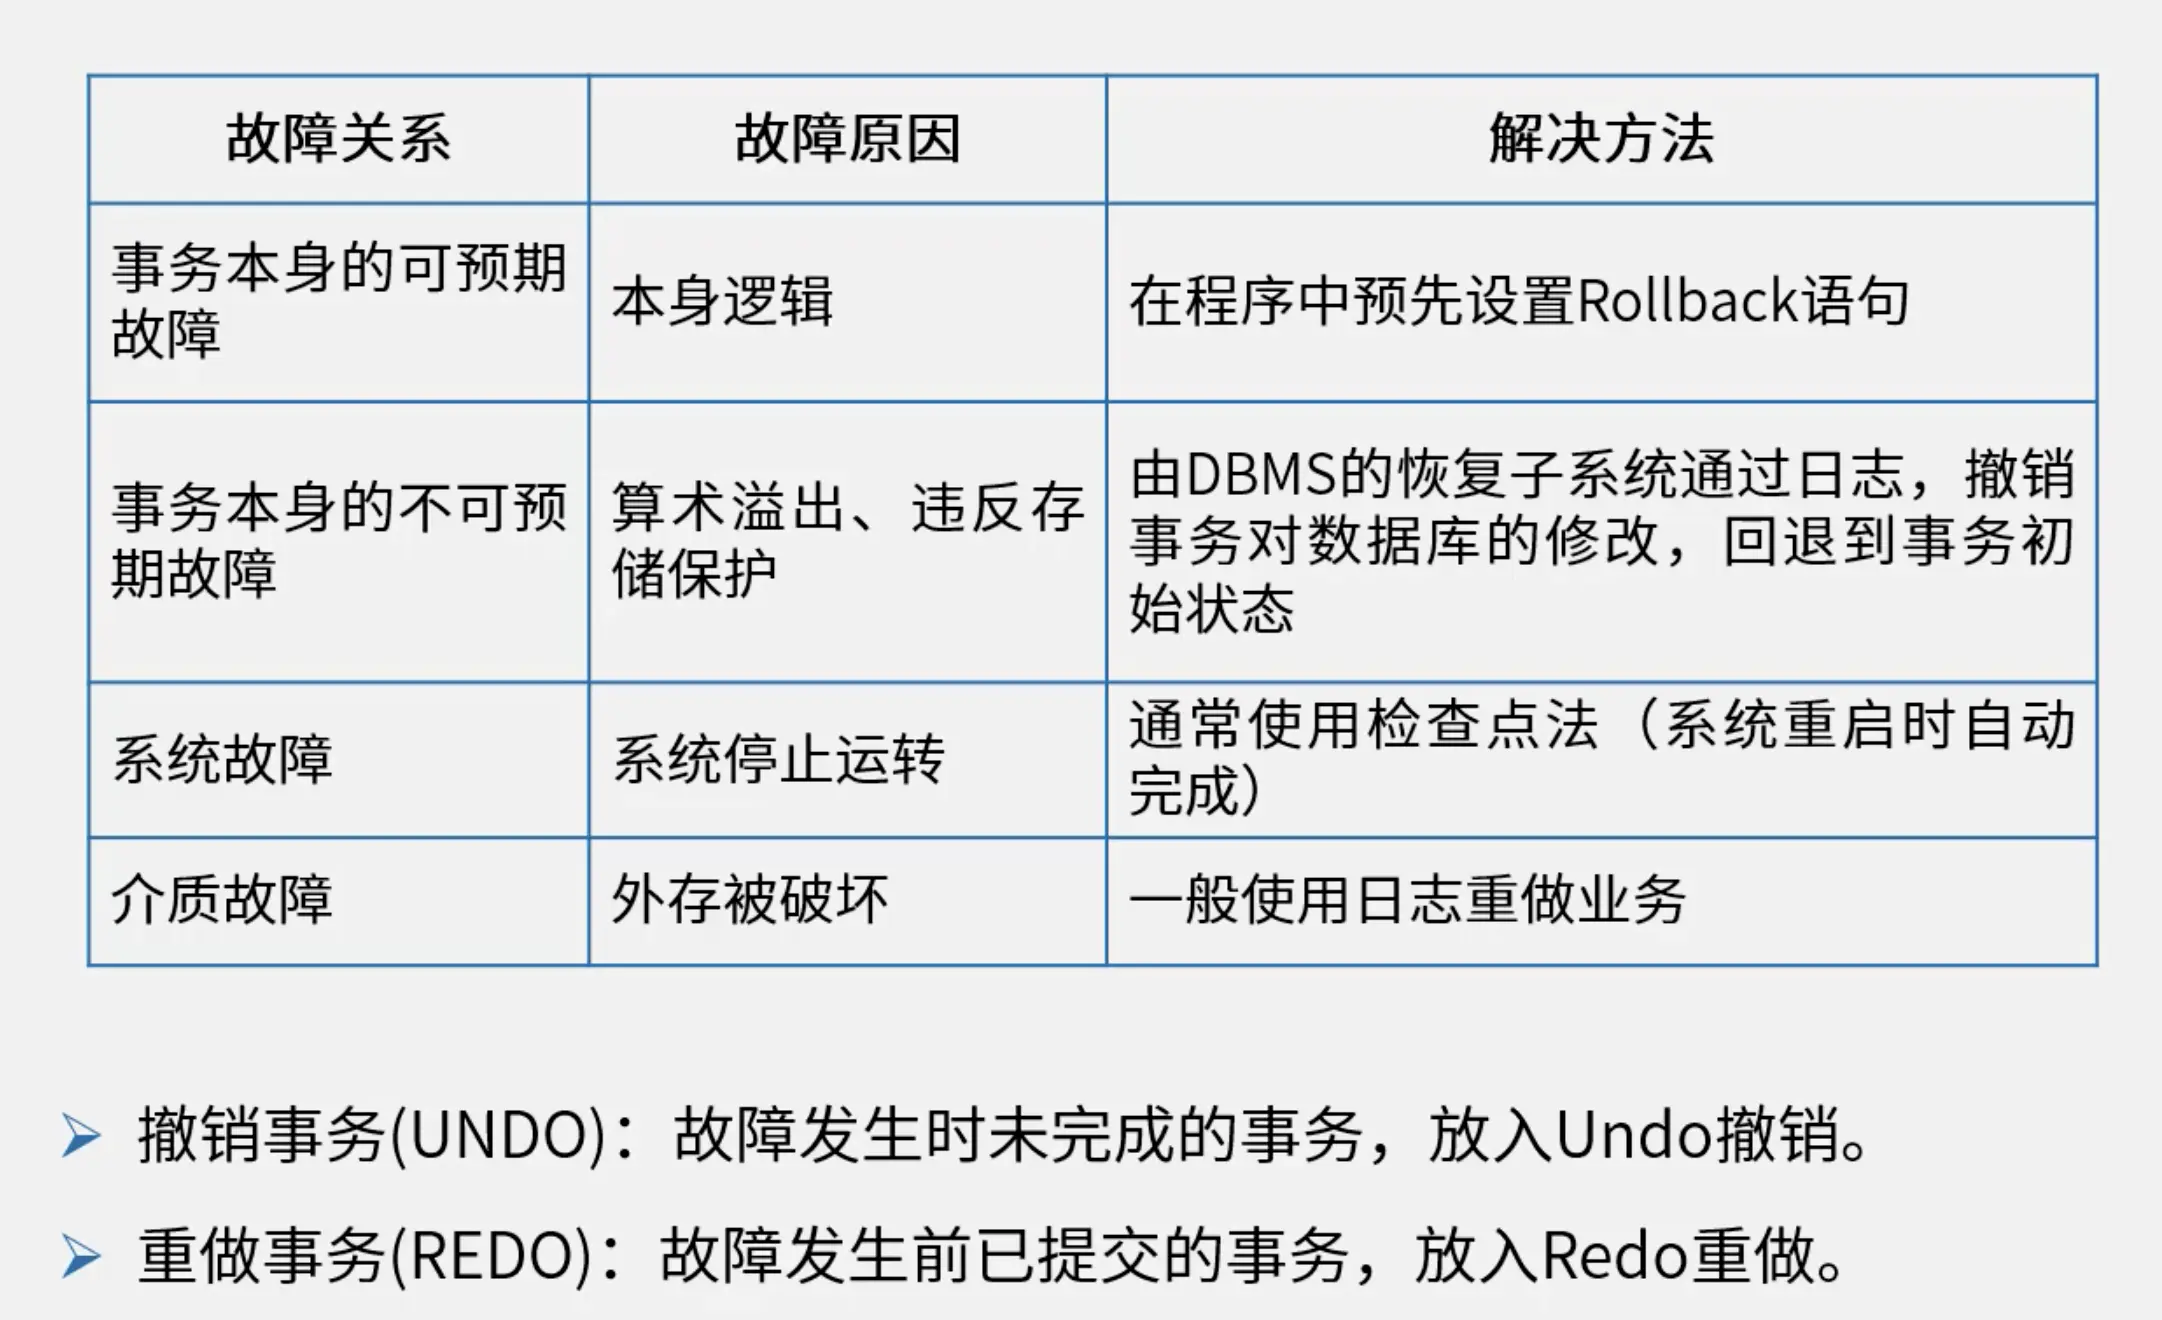 故障关系
故障原因
解决方法
事务本身的可预期
故障
本身逻辑
在程序中预先设置Rollback语句
事务本身的不可预
期故障
算术溢出、违反存
储保护
由DBMS的恢复子系统通过日志，撤销
事务对数据库的修改，回退到事务初
始状态
系统故障
系统停止运转
通常使用检查点法（系统重启时自动
完成）
介质故障
外存被破坏
一般使用日志重做业务
撤销事务(UNDO)：故障发生时未完成的事务，放入Undo撤销。
重做事务(REDO)：故障发生前已提交的事务，放入Redo重做。